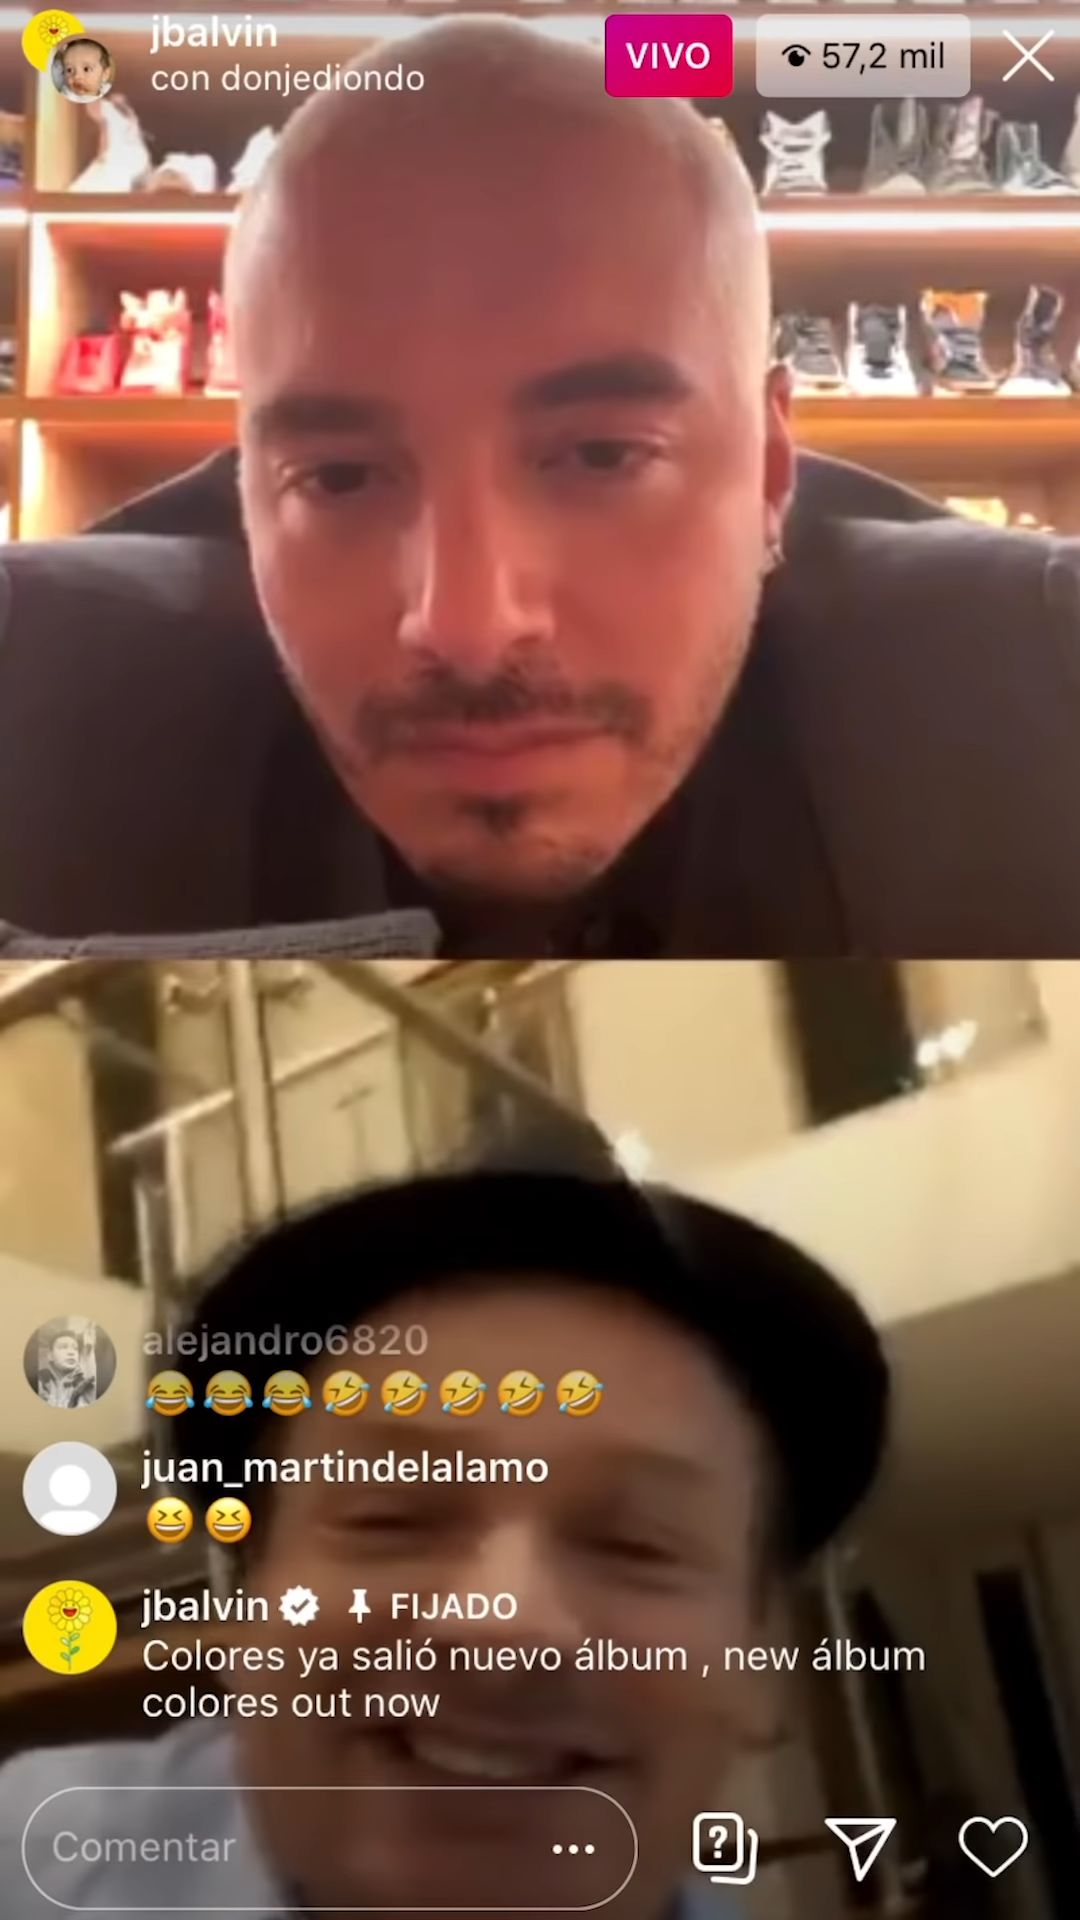 jbalvin
con donjediondo
VIVO
57,2 mil
alejandro6820
😂😂😂🤣🤣🤣🤣🤣
juan_martindelalamo
😆😆
jbalvin FIJADO
Colores ya salió nuevo álbum , new álbum
colores out now
Comentar